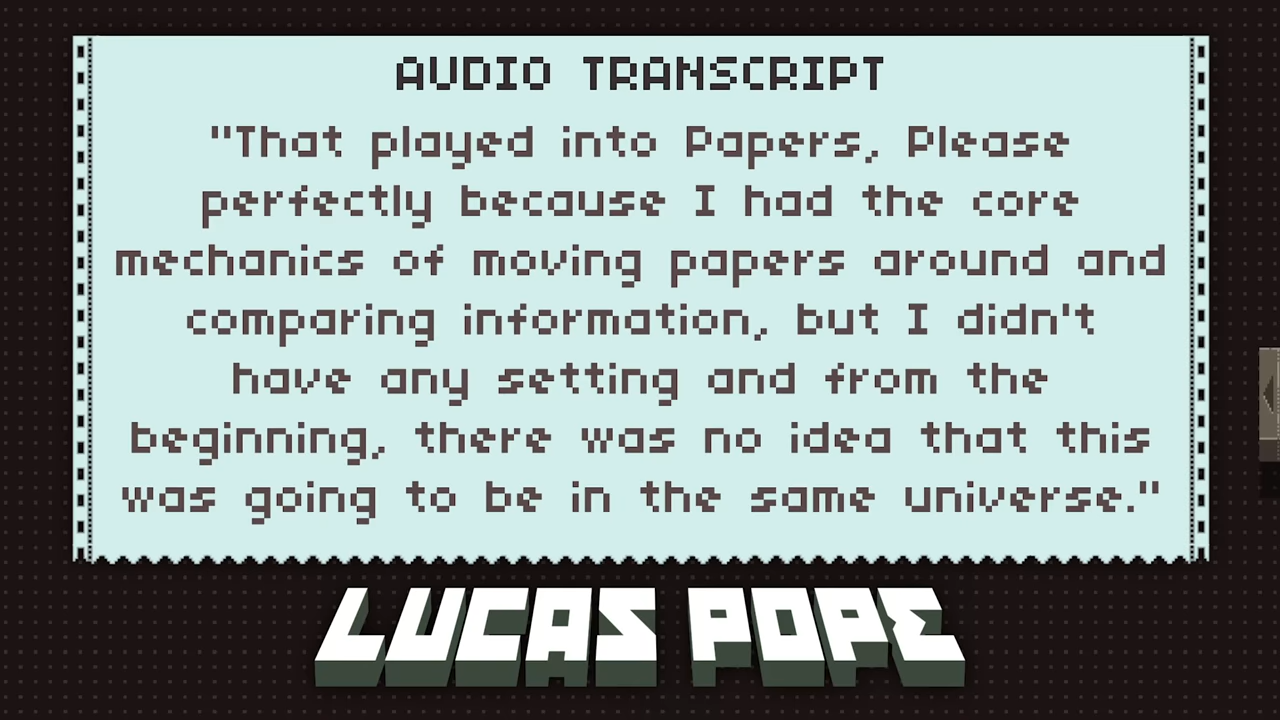 AUDIO TRANSCRIPT
"That played into Papers, Please
perfectly because I had the core
mechanics of moving papers around and
comparing information, but I didn't
have any setting and from the
beginning, there was no idea that this
was going to be in the same universe."
LUCAS POPE